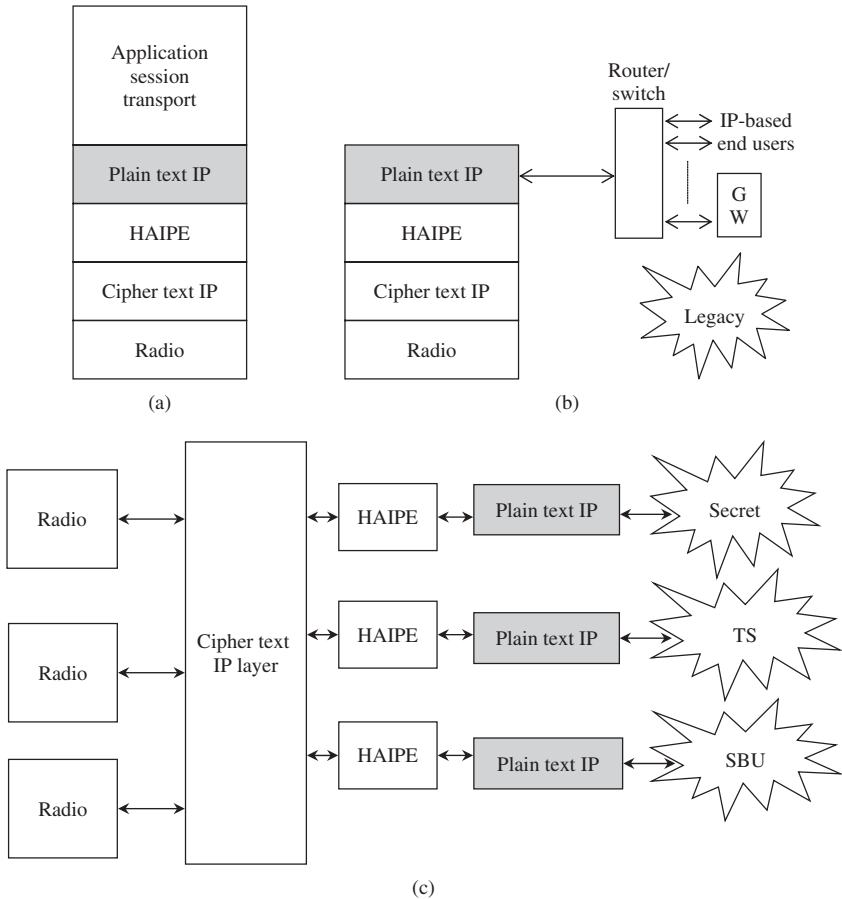 Application
session
transport
Plain text IP
HAIPE
Cipher text IP
Radio
(a)
Router/
switch
IP-based
end users
Plain text IP
G
W
HAIPE
Cipher text IP
Legacy
Radio
(b)
Radio
HAIPE
Plain text IP
Secret
Cipher text
IP layer
Radio
HAIPE
Plain text IP
TS
Radio
HAIPE
Plain text IP
SBU
(c)